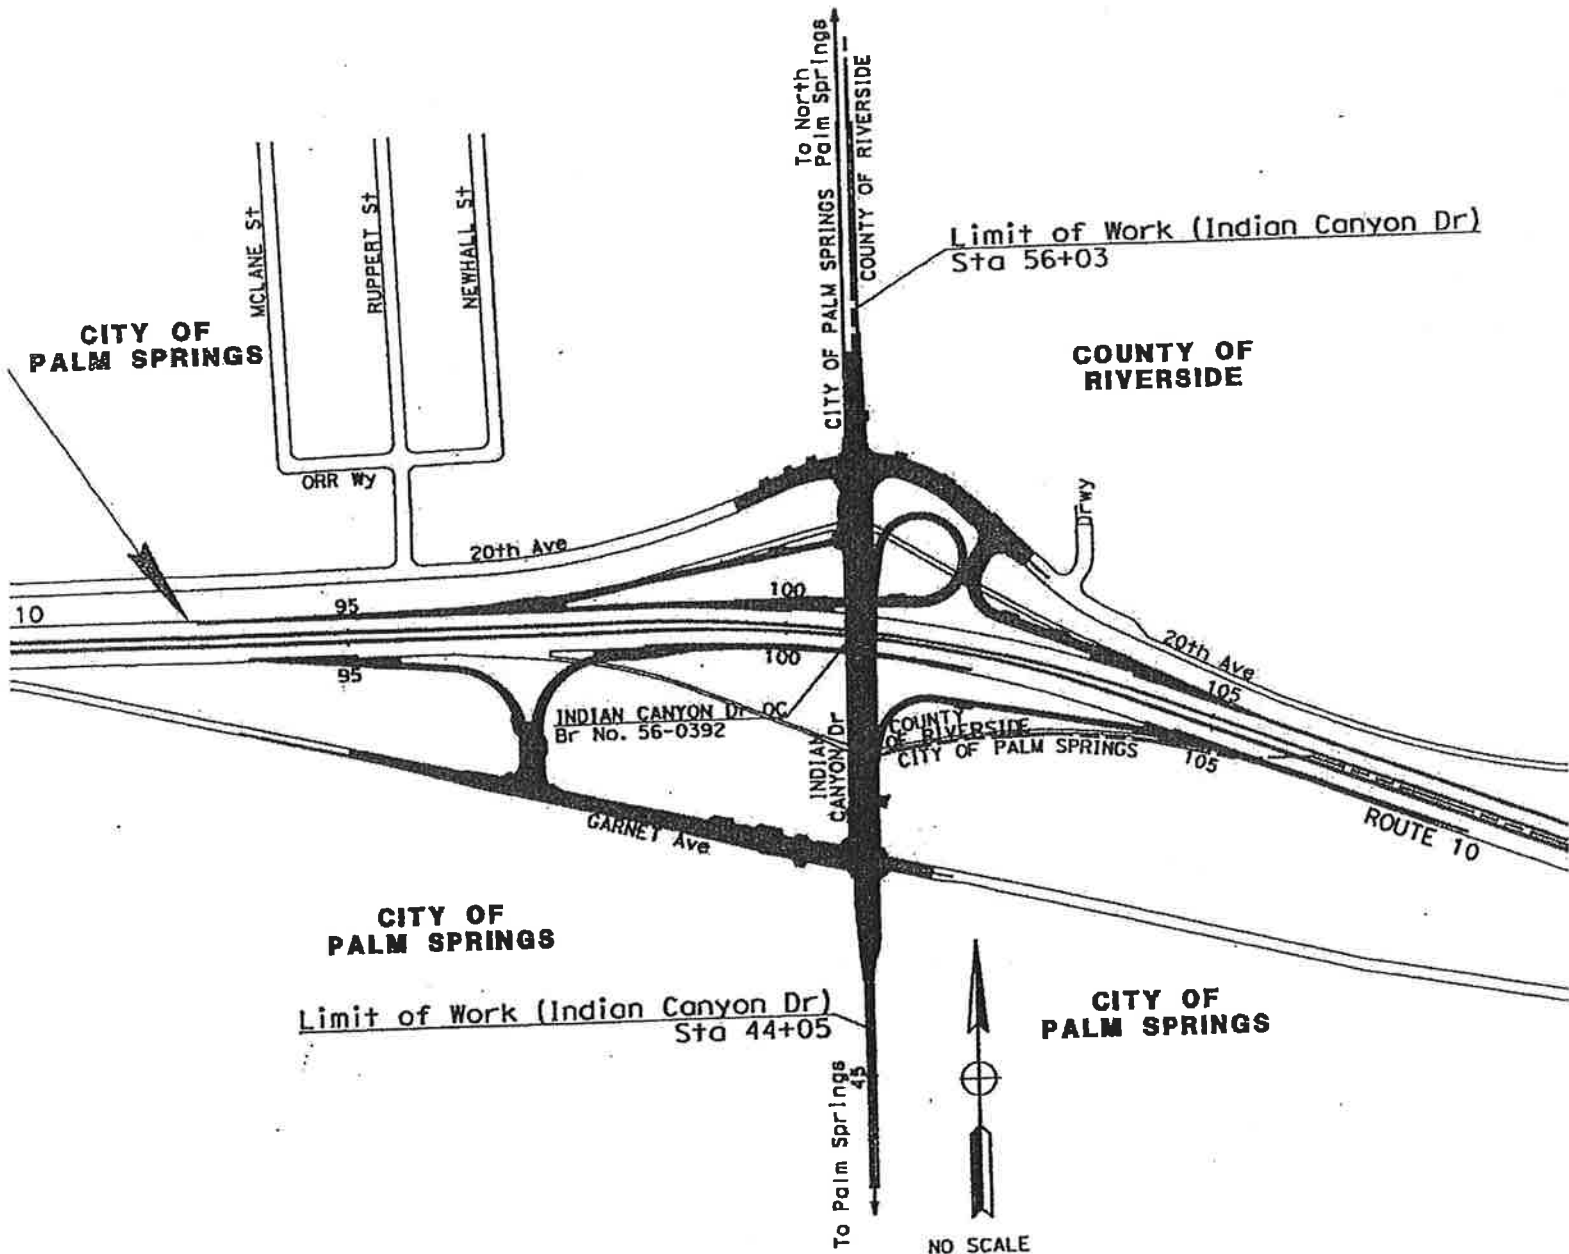 To North
Palm Springs
CITY OF PALM SPRINGS
COUNTY OF RIVERSIDE
MCLANE St
RUPPERT St
NEWHALL St
Limit of Work (Indian Canyon Dr)
Sta 56+03
CITY OF
PALM SPRINGS
COUNTY OF
RIVERSIDE
ORR Wy
rwy
20th Ave
10
95
100
20th Ave
95
100
105
INDIAN CANYON Dr OC
Br No. 56-0392
INDIAN
CANYON Dr
COUNTY
OF RIVERSIDE
CITY OF PALM SPRINGS
105
ROUTE 10
GARNET Ave
CITY OF
PALM SPRINGS
Limit of Work (Indian Canyon Dr)
Sta 44+05
CITY OF
PALM SPRINGS
45
To Palm Springs
NO SCALE